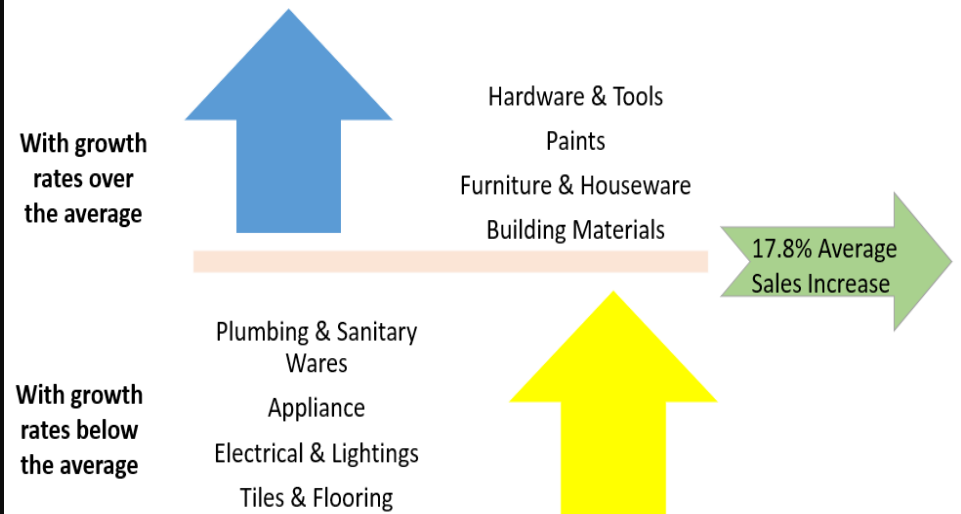 With growth
rates over
the average
Hardware & Tools
Paints
Furniture & Houseware
Building Materials
17.8% Average
Sales Increase
With growth
rates below
the average
Plumbing & Sanitary
Wares
Appliance
Electrical & Lightings
Tiles & Flooring